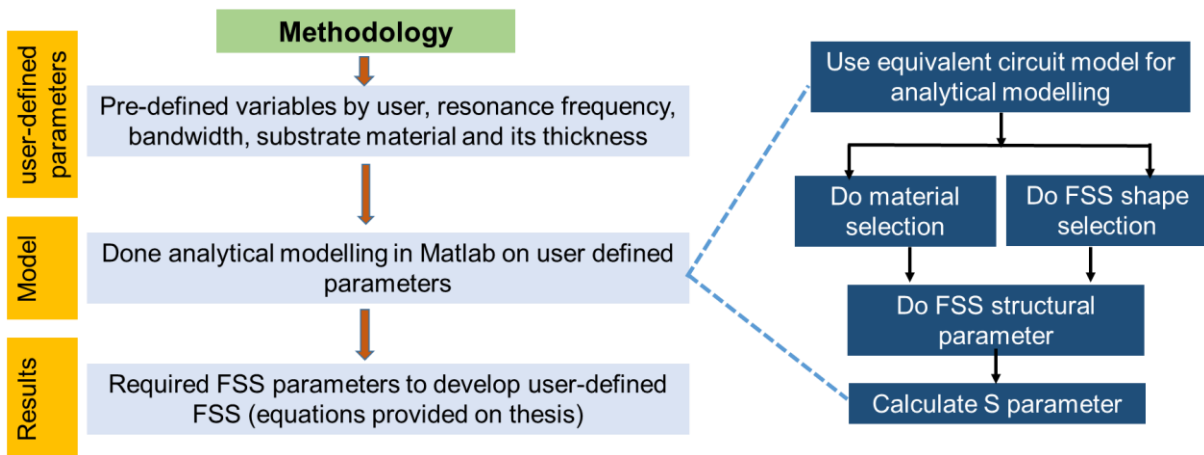 Methodology
user-defined
parameters
Pre-defined variables by user, resonance frequency,
bandwidth, substrate material and its thickness
Model
Done analytical modelling in Matlab on user defined
parameters
Results
Required FSS parameters to develop user-defined
FSS (equations provided on thesis)
Use equivalent circuit model for
analytical modelling
Do material
selection
Do FSS shape
selection
Do FSS structural
parameter
Calculate S parameter